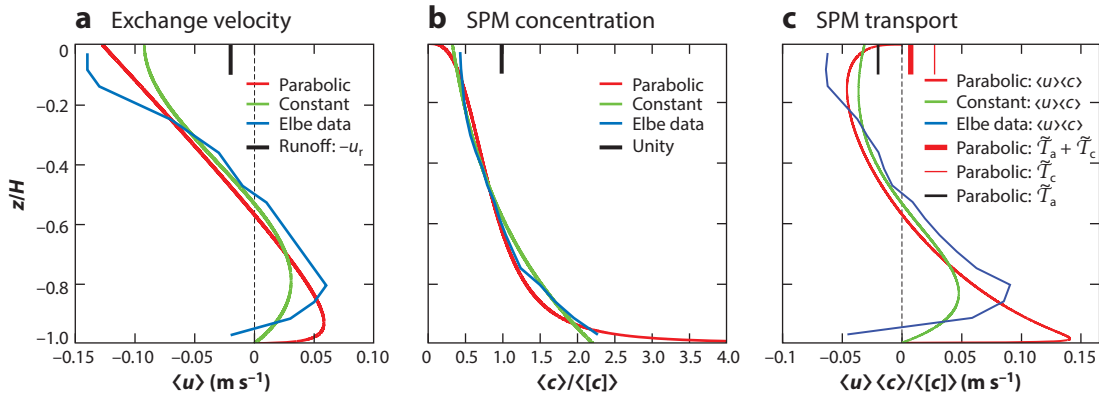 a Exchange velocity
0
−0.2
−0.4
−0.6
−0.8
−1.0
z/H
Parabolic
Constant
Elbe data
Runoff: −uᵣ
−0.15
−0.10
−0.05
0
0.05
0.10
⟨u⟩ (m s⁻¹)
b SPM concentration
Parabolic
Constant
Elbe data
Unity
0
0.5
1.0
1.5
2.0
2.5
3.0
3.5
4.0
⟨c⟩/⟨[c]⟩
c SPM transport
Parabolic: ⟨u⟩⟨c⟩
Constant: ⟨u⟩⟨c⟩
Elbe data: ⟨u⟩⟨c⟩
Parabolic: 𝒯̃ₐ + 𝒯̃_c
Parabolic: 𝒯̃_c
Parabolic: 𝒯̃ₐ
−0.1
−0.05
0
0.05
0.10
0.15
⟨u⟩ ⟨c⟩/⟨[c]⟩ (m s⁻¹)